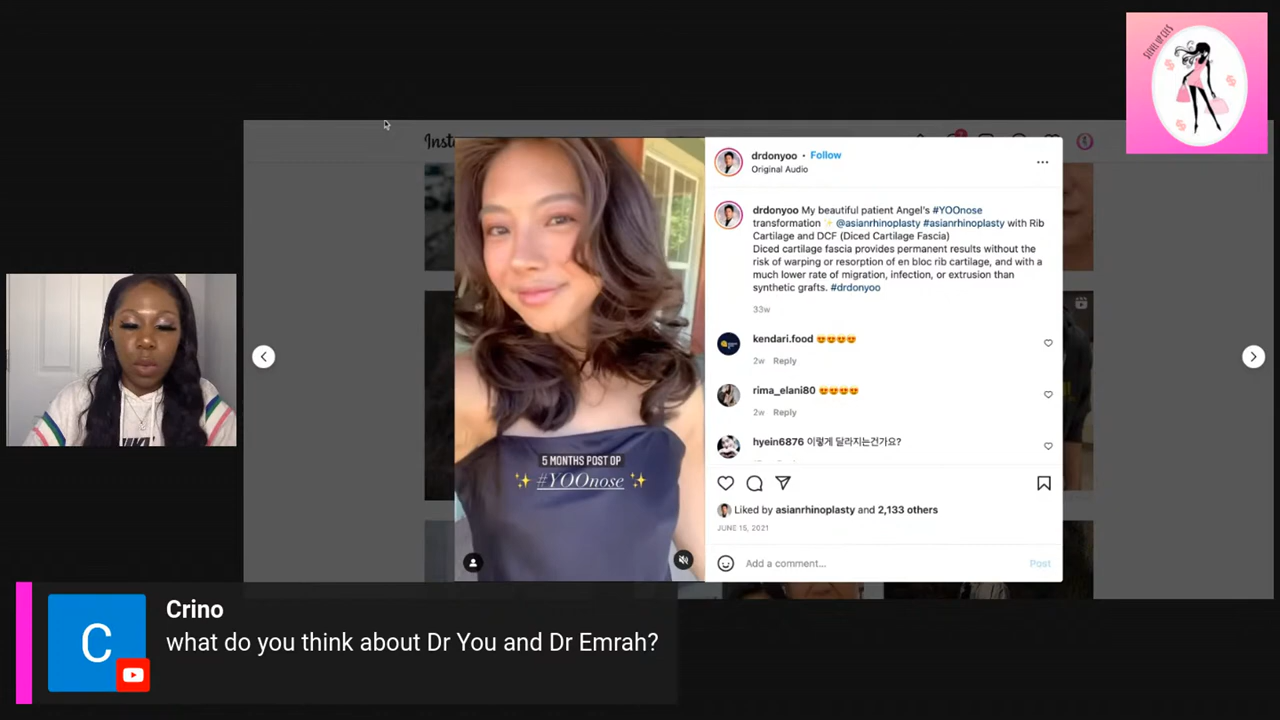 SLEVEL UP CEOS
Inst
drdonyoo • Follow
Original Audio
drdonyoo My beautiful patient Angel's #YOOnose
transformation ✨ @asianrhinoplasty #asianrhinoplasty with Rib
Cartilage and DCF (Diced Cartilage Fascia)
Diced cartilage fascia provides permanent results without the
risk of warping or resorption of en bloc rib cartilage, and with a
much lower rate of migration, infection, or extrusion than
synthetic grafts. #drdonyoo
33w
kendari.food 😍😍😍😍
2w Reply
rima_elani80 😍😍😍😍
2w Reply
hyein6876 이렇게 달라지는건가요?
5 MONTHS POST OP
✨ #YOOnose ✨
Liked by asianrhinoplasty and 2,133 others
JUNE 15, 2021
Add a comment...
Post
C
Crino
what do you think about Dr You and Dr Emrah?